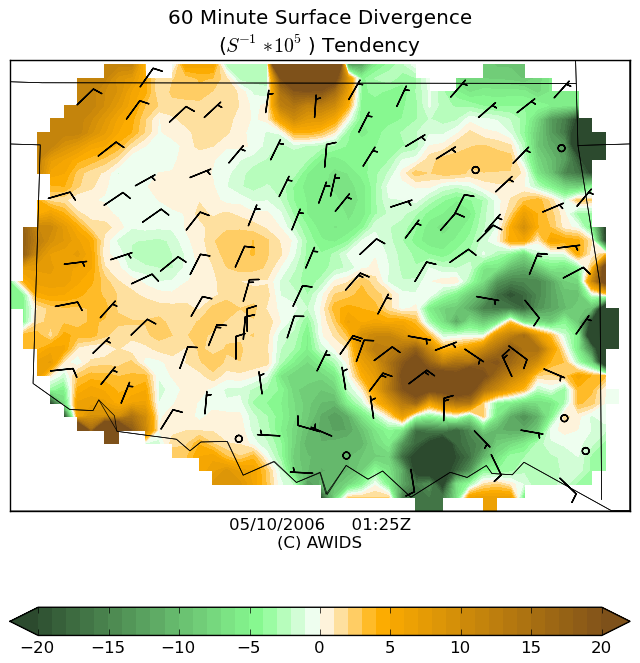 60 Minute Surface Divergence
(S⁻¹ * 10⁵ ) Tendency
05/10/2006 01:25Z
(C) AWIDS
−20 −15 −10 −5 0 5 10 15 20